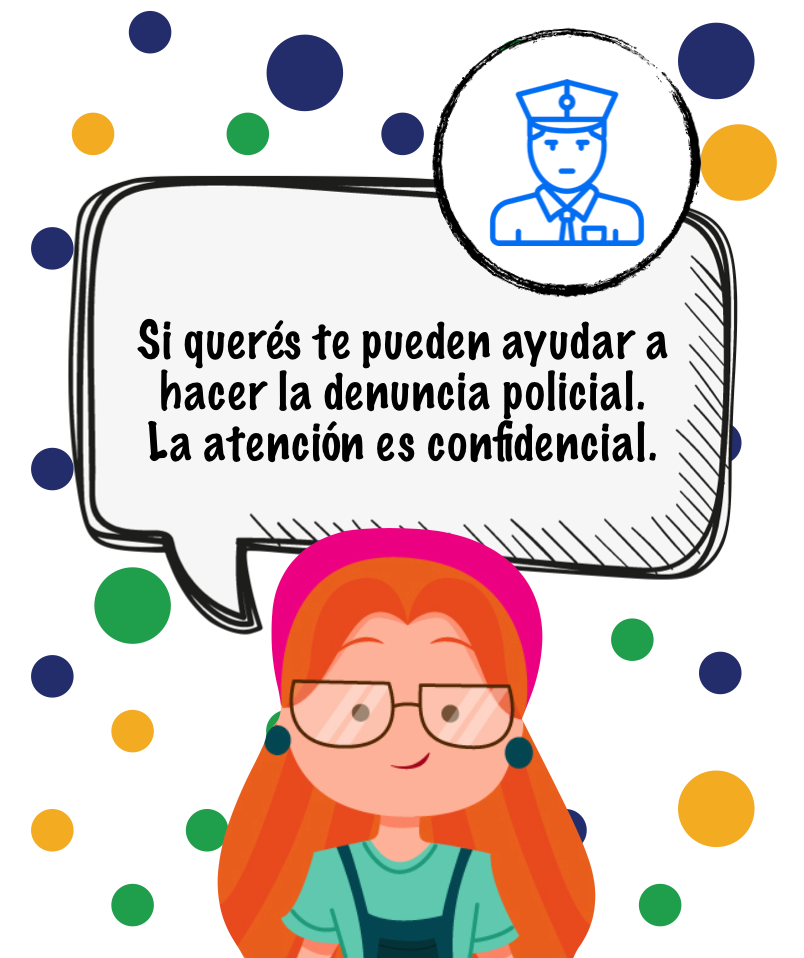 Si querés te pueden ayudar a
hacer la denuncia policial.
La atención es confidencial.